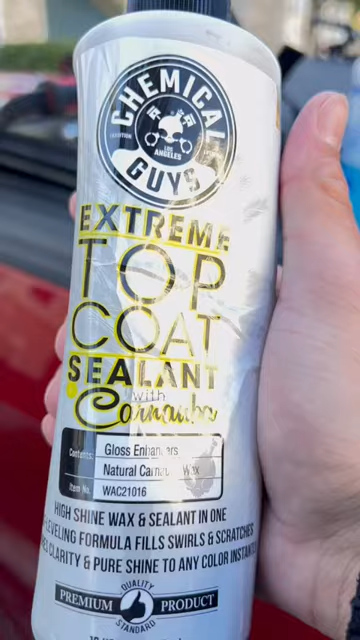 CHEMICAL
TRADITION
LOS
ANGELES
GUYS
EXTREME
TOP
COAT
SEALANT
with
Carnauba
Contents: Gloss Enhancers
Natural Carnauba Wax
Item No. WAC21016
HIGH SHINE WAX & SEALANT IN ONE
-LEVELING FORMULA FILLS SWIRLS & SCRATCHES
CLARITY & PURE SHINE TO ANY COLOR
QUALITY
PREMIUM PRODUCT
STANDARD